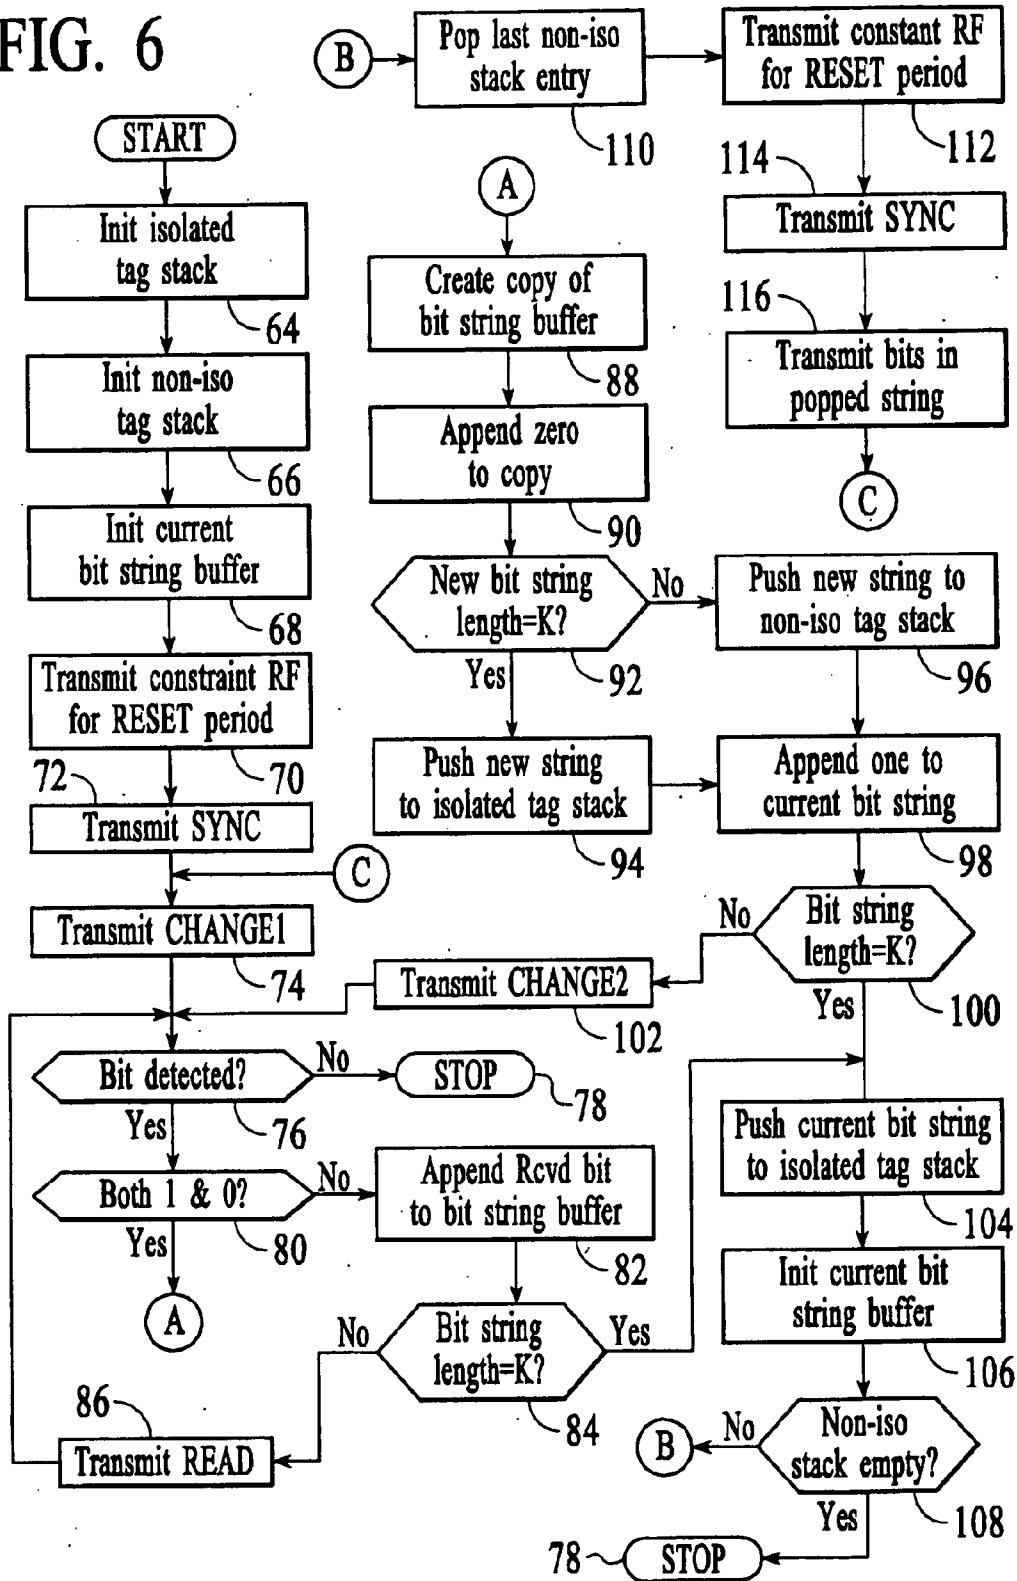 FIG. 6
START
Init isolated
tag stack
64
Init non-iso
tag stack
66
Init current
bit string buffer
68
Transmit constraint RF
for RESET period
70
72
Transmit SYNC
C
Transmit CHANGE1
74
Bit detected?
No
STOP
78
Yes
76
Both 1 & 0?
No
Yes
80
A
Append Rcvd bit
to bit string buffer
82
Bit string
length=K?
No
Yes
84
86
Transmit READ
B
Pop last non-iso
stack entry
110
Transmit constant RF
for RESET period
112
114
Transmit SYNC
116
Transmit bits in
popped string
C
A
Create copy of
bit string buffer
88
Append zero
to copy
90
New bit string
length=K?
No
Yes
92
Push new string
to isolated tag stack
94
Push new string to
non-iso tag stack
96
Append one to
current bit string
98
Bit string
length=K?
No
Yes
100
Transmit CHANGE2
102
Push current bit string
to isolated tag stack
104
Init current bit
string buffer
106
Non-iso
stack empty?
No
B
Yes
108
78
STOP